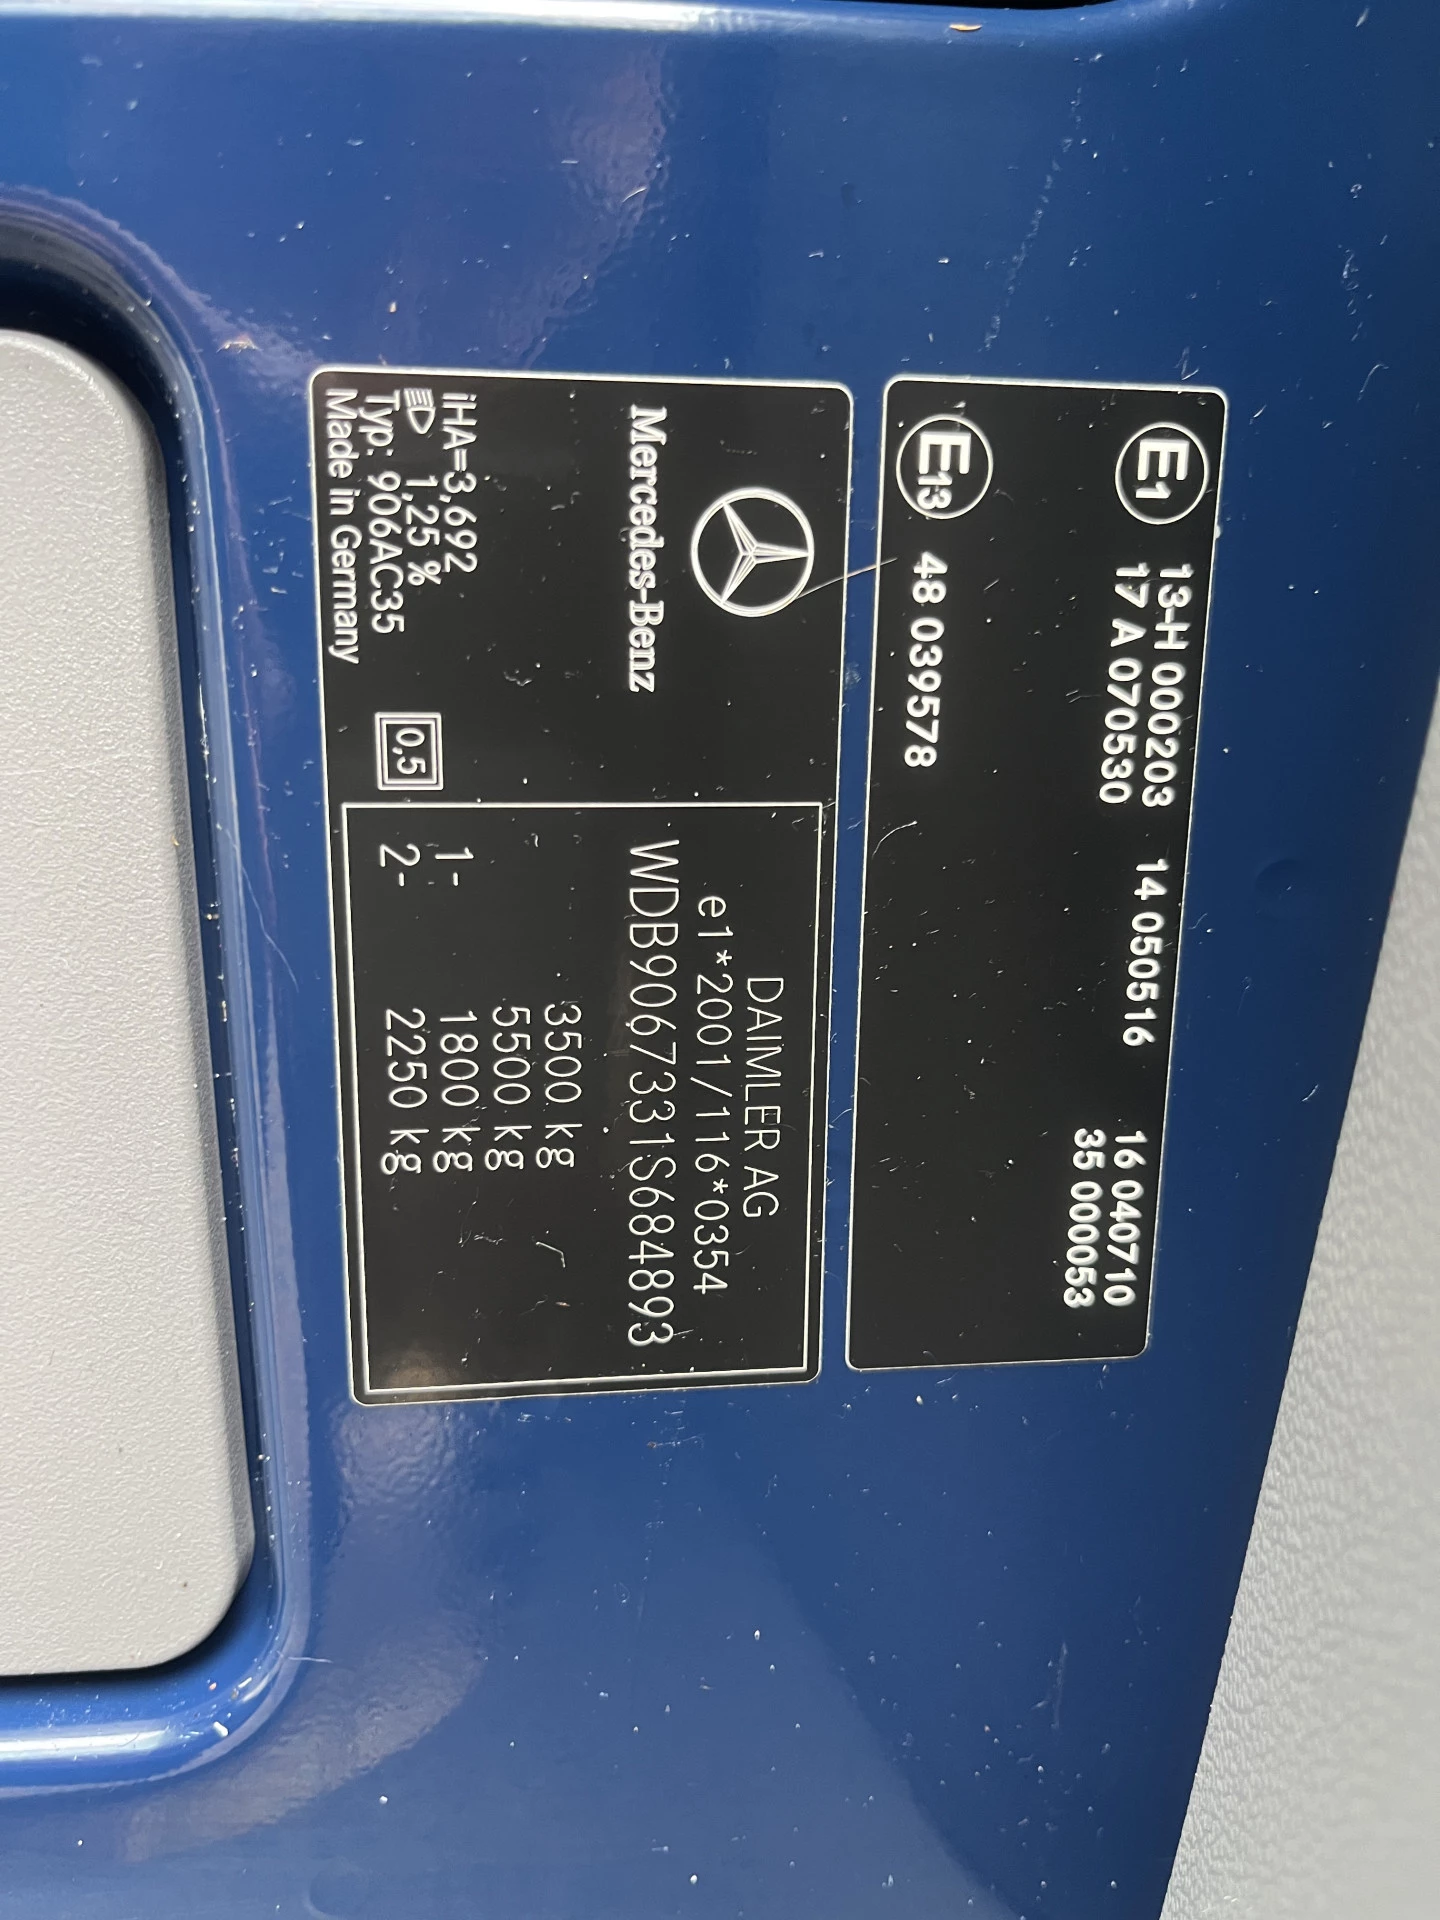 E1
13-H 000203 14 050516 16 040710
17 A 070530 35 000053
E13 48 039578
Mercedes-Benz
iHA=3,692
1,25 %
Typ: 906AC35
Made in Germany
0,5
DAIMLER AG
e1*2001/116*0354
WDB9067331S684893
3500 kg
5500 kg
1- 1800 kg
2- 2250 kg